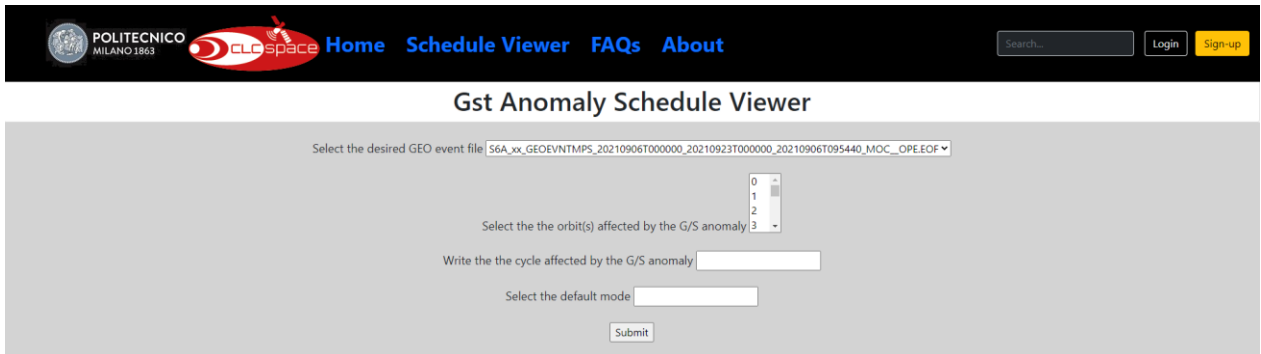 POLITECNICO
MILANO 1863
CLC space
Home Schedule Viewer FAQs About
Search...
Login
Sign-up
Gst Anomaly Schedule Viewer
Select the desired GEO event file S6A_xx_GEOEVNTMPS_20210906T000000_20210923T000000_20210906T095440_MOC__OPE.EOF
0
1
2
Select the the orbit(s) affected by the G/S anomaly 3
Write the the cycle affected by the G/S anomaly
Select the default mode
Submit